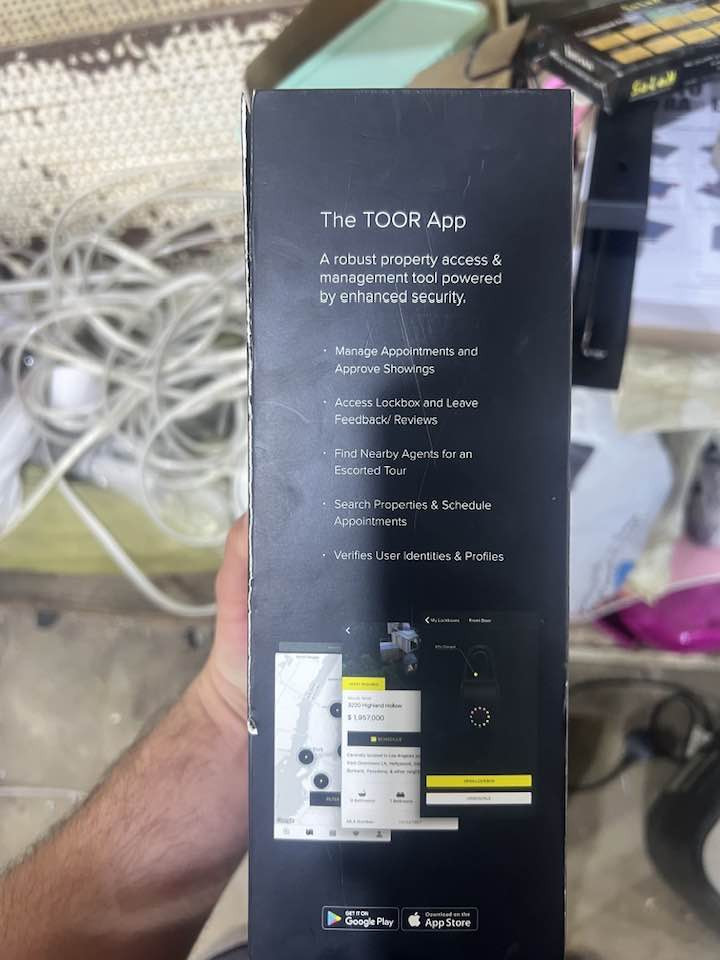 The TOOR App
A robust property access &
management tool powered
by enhanced security.
· Manage Appointments and
Approve Showings
· Access Lockbox and Leave
Feedback/ Reviews
· Find Nearby Agents for an
Escorted Tour
· Search Properties & Schedule
Appointments
· Verifies User Identities & Profiles
My Lockboxes Front Door
3220 Highland Hollow
$ 1,957,000
SCHEDULE
FILTER
Google
GET IT ON
Google Play
Download on the
App Store